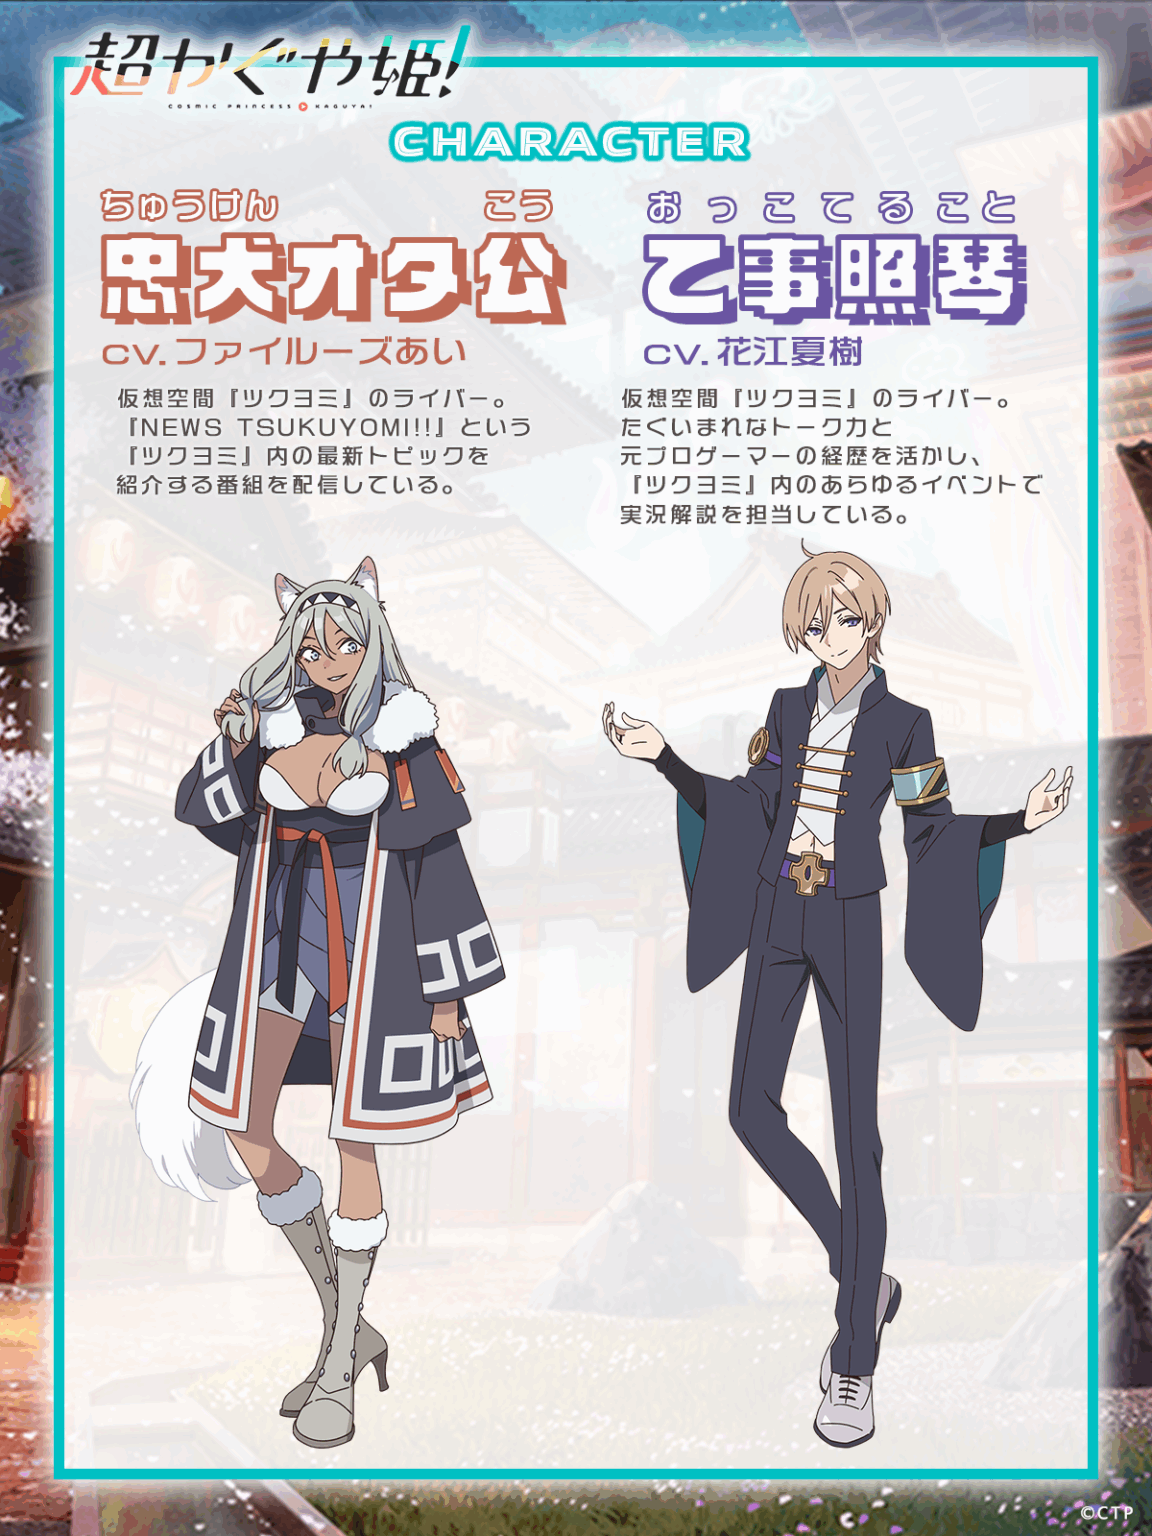 超かぐや姫!
COSMIC PRINCESS KAGUYA!
CHARACTER
ちゅうけん こう
忠犬オタ公
CV. ファイルーズあい
仮想空間『ツクヨミ』のライバー。
『NEWS TSUKUYOMI!!』という
『ツクヨミ』内の最新トピックを
紹介する番組を配信している。
おっこてること
乙事照琴
CV. 花江夏樹
仮想空間『ツクヨミ』のライバー。
たぐいまれなトーク力と
元プロゲーマーの経歴を活かし、
『ツクヨミ』内のあらゆるイベントで
実況解説を担当している。
©CTP